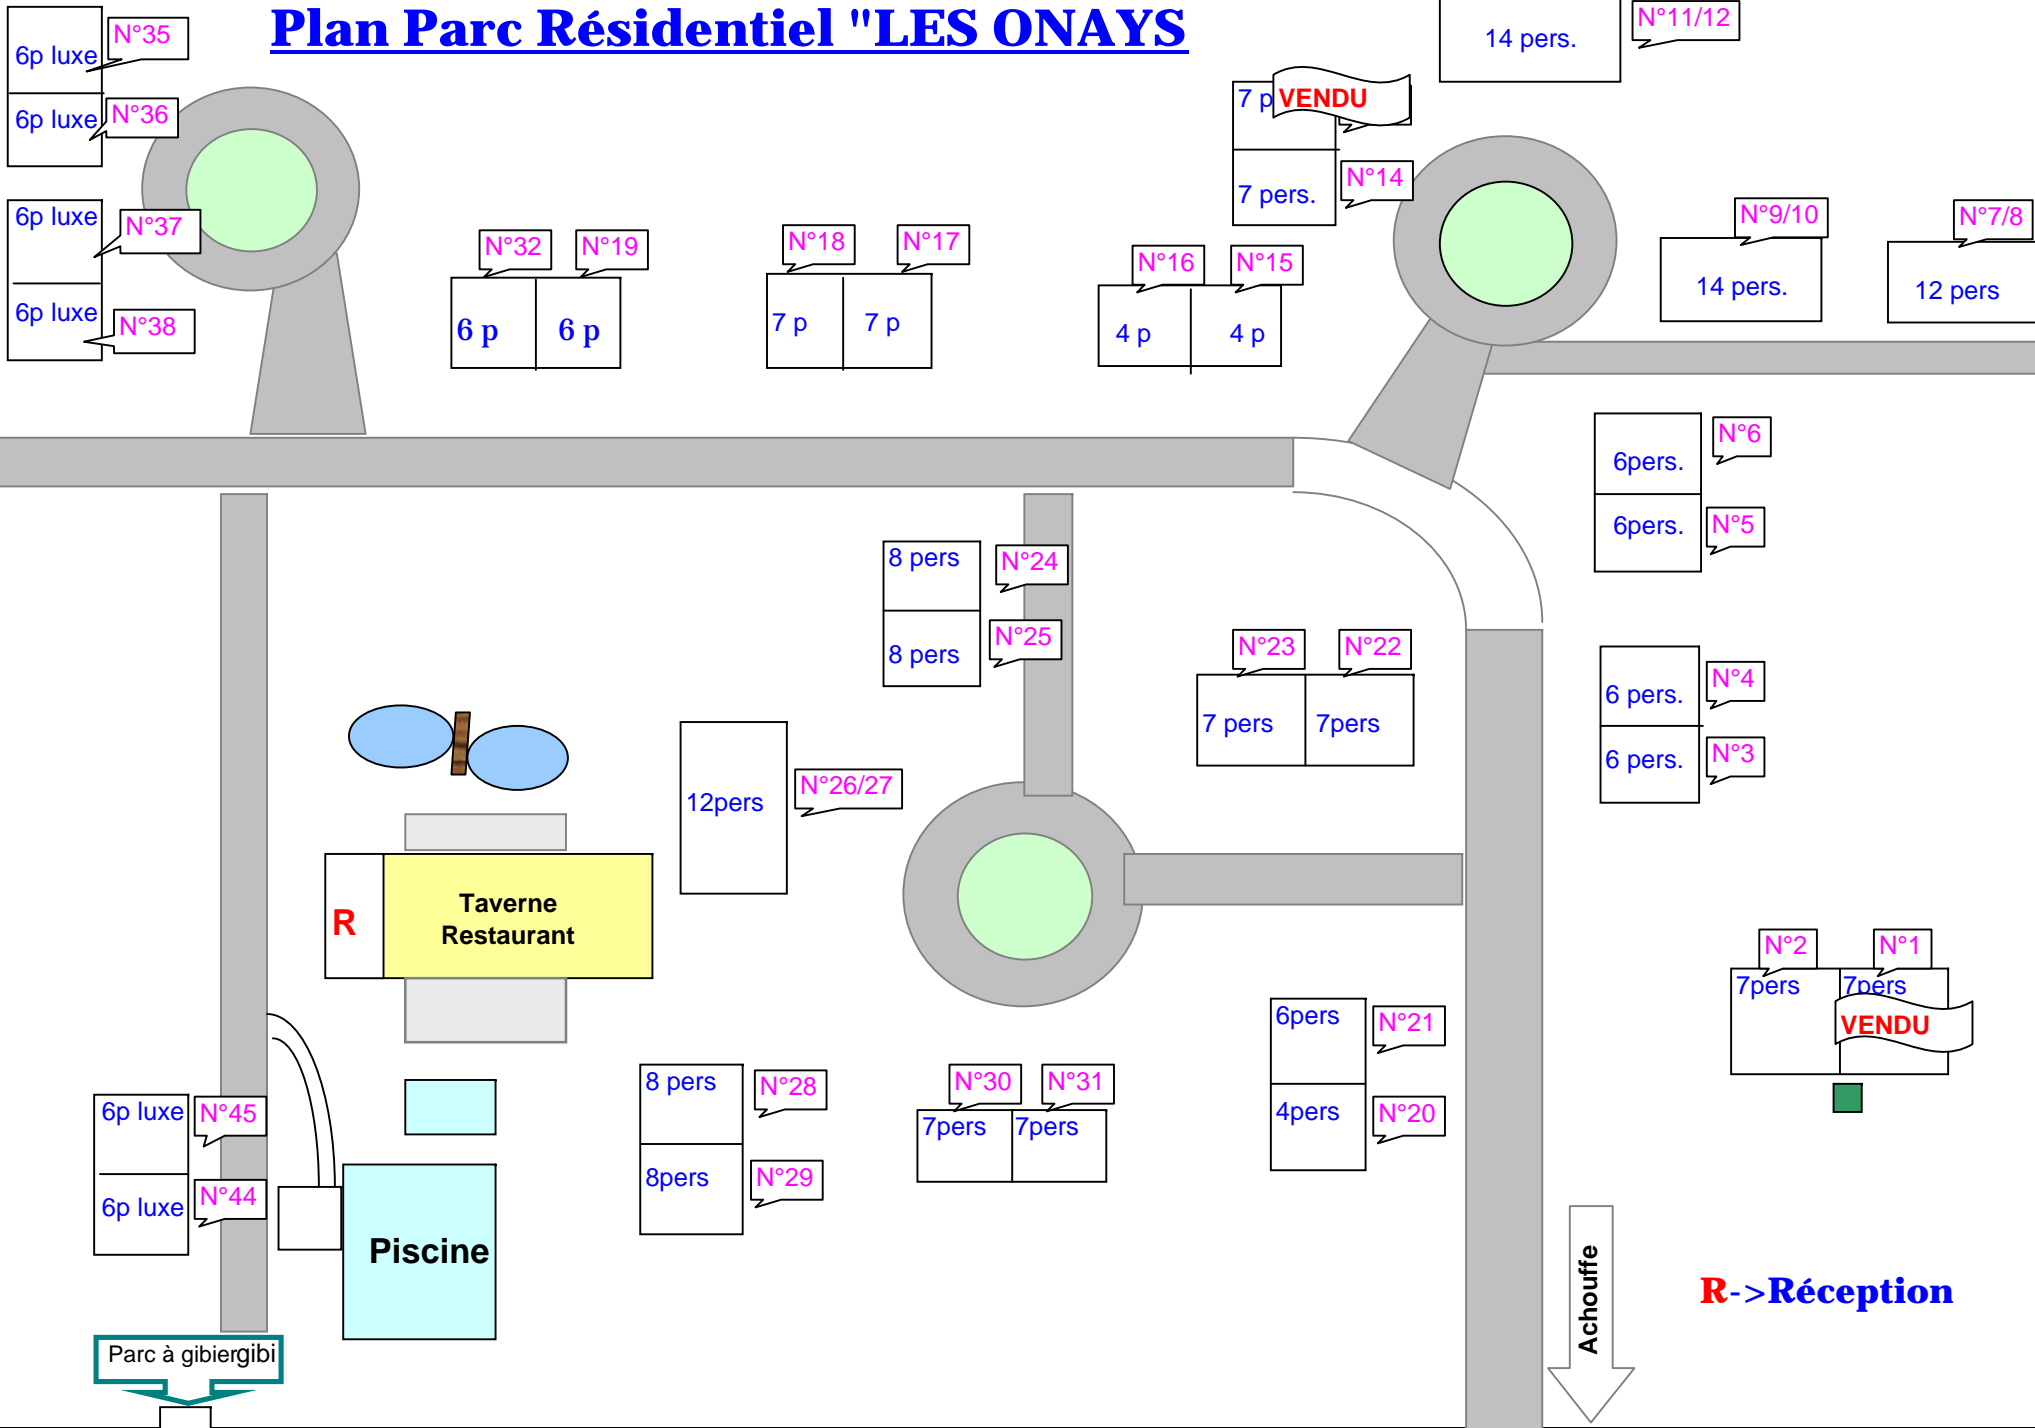 Plan Parc Résidentiel "LES ONAYS
6p luxe
N°35
6p luxe
N°36
6p luxe
N°37
6p luxe
N°38
14 pers.
N°11/12
7 p
VENDU
7 pers.
N°14
N°32
N°19
6 p
6 p
N°18
N°17
7 p
7 p
N°16
N°15
4 p
4 p
N°9/10
14 pers.
N°7/8
12 pers
6pers.
N°6
6pers.
N°5
8 pers
N°24
8 pers
N°25
N°23
N°22
7 pers
7pers
6 pers.
N°4
6 pers.
N°3
12pers
N°26/27
R
Taverne
Restaurant
N°2
N°1
7pers
7pers
VENDU
6pers
N°21
4pers
N°20
8 pers
N°28
8pers
N°29
N°30
N°31
7pers
7pers
6p luxe
N°45
6p luxe
N°44
Piscine
Achouffe
R->Réception
Parc à gibiergibi